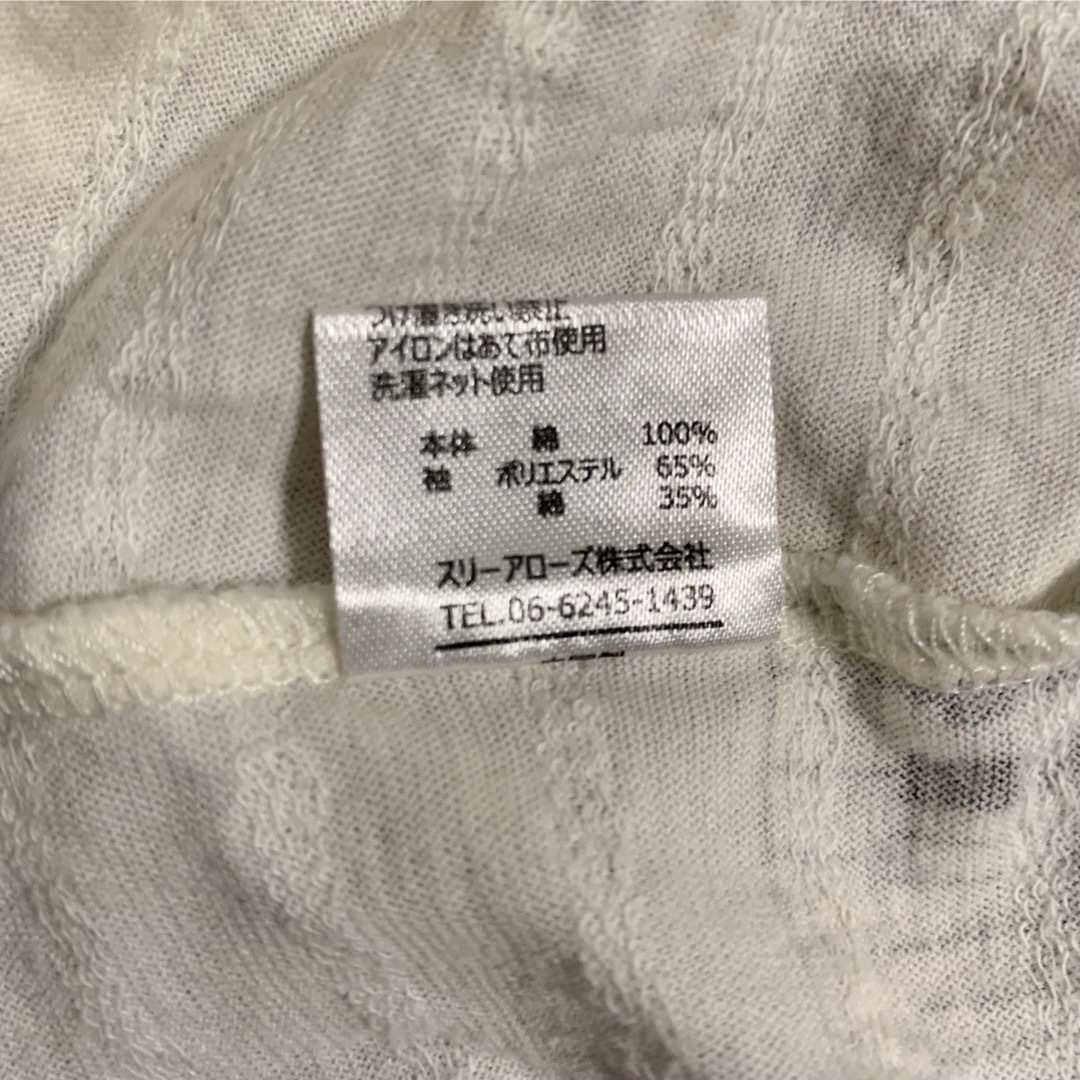 つけ置き洗い禁止
アイロンはあて布使用
洗濯ネット使用
本体 綿 100%
袖 ポリエステル 65%
綿 35%
スリーアローズ株式会社
TEL.06-6245-1439